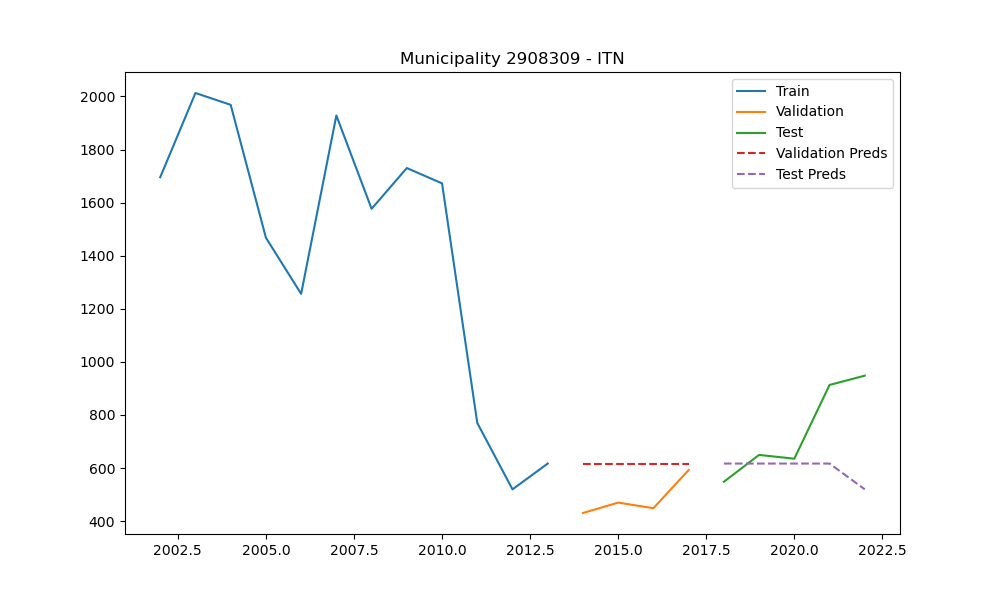 Municipality 2908309 - ITN
Train
Validation
Test
Validation Preds
Test Preds
2000
1800
1600
1400
1200
1000
800
600
400
2002.5 2005.0 2007.5 2010.0 2012.5 2015.0 2017.5 2020.0 2022.5